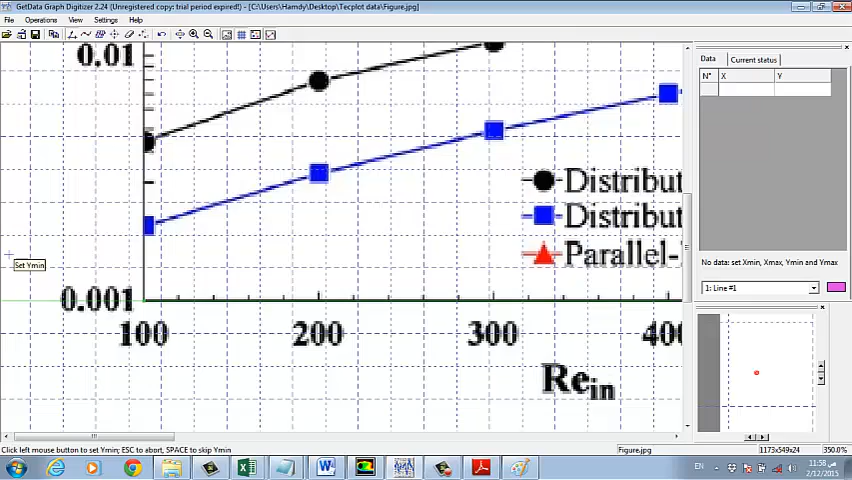 GetData Graph Digitizer 2.24 (Unregistered copy: trial period expired!) - [C:\Users\Hamdy\Desktop\Tecplot data\Figure.jpg]
File Operations View Settings Help
0.01
Distribut
Distribut
Parallel-
Set Ymin
0.001
100 200 300 400
Re in
Data Current status
N° X Y
No data: set Xmin, Xmax, Ymin and Ymax
1: Line #1
Click left mouse button to set Ymin; ESC to abort, SPACE to skip Ymin
Figure.jpg
1173x549x24
350.0%
EN
11:58 ص
2/12/2015